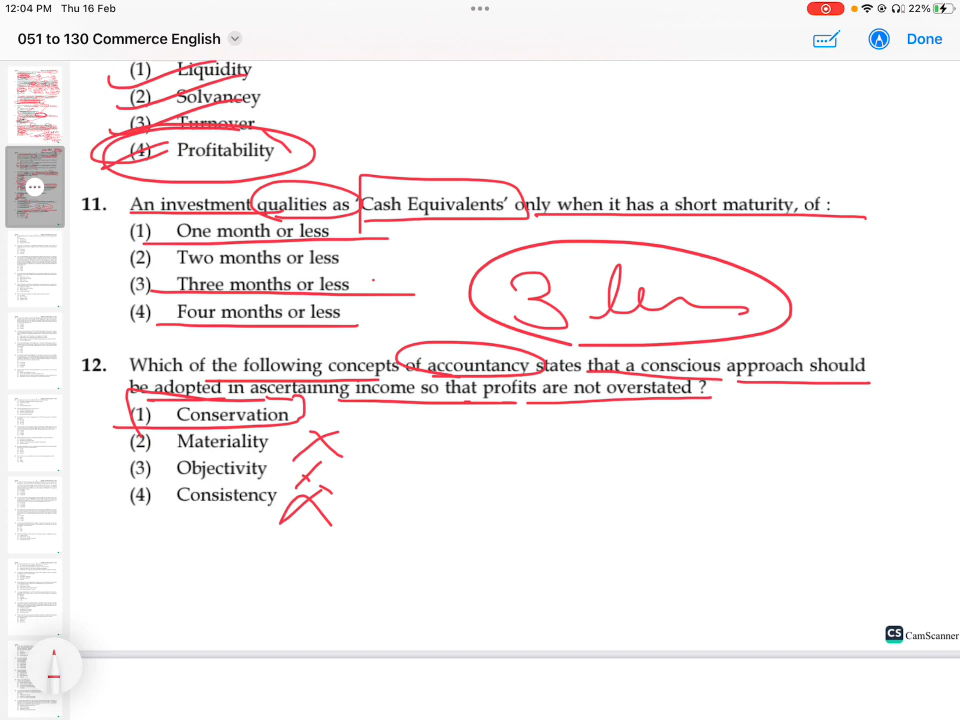 12:04 PM Thu 16 Feb
22%
051 to 130 Commerce English
Done
(1) Liquidity
(2) Solvancey
(3) Turnover
(4) Profitability
11. An investment qualities as 'Cash Equivalents' only when it has a short maturity, of :
(1) One month or less
(2) Two months or less
(3) Three months or less
(4) Four months or less
3 less
12. Which of the following concepts of accountancy states that a conscious approach should
be adopted in ascertaining income so that profits are not overstated ?
(1) Conservation
(2) Materiality
(3) Objectivity
(4) Consistency
CS CamScanner